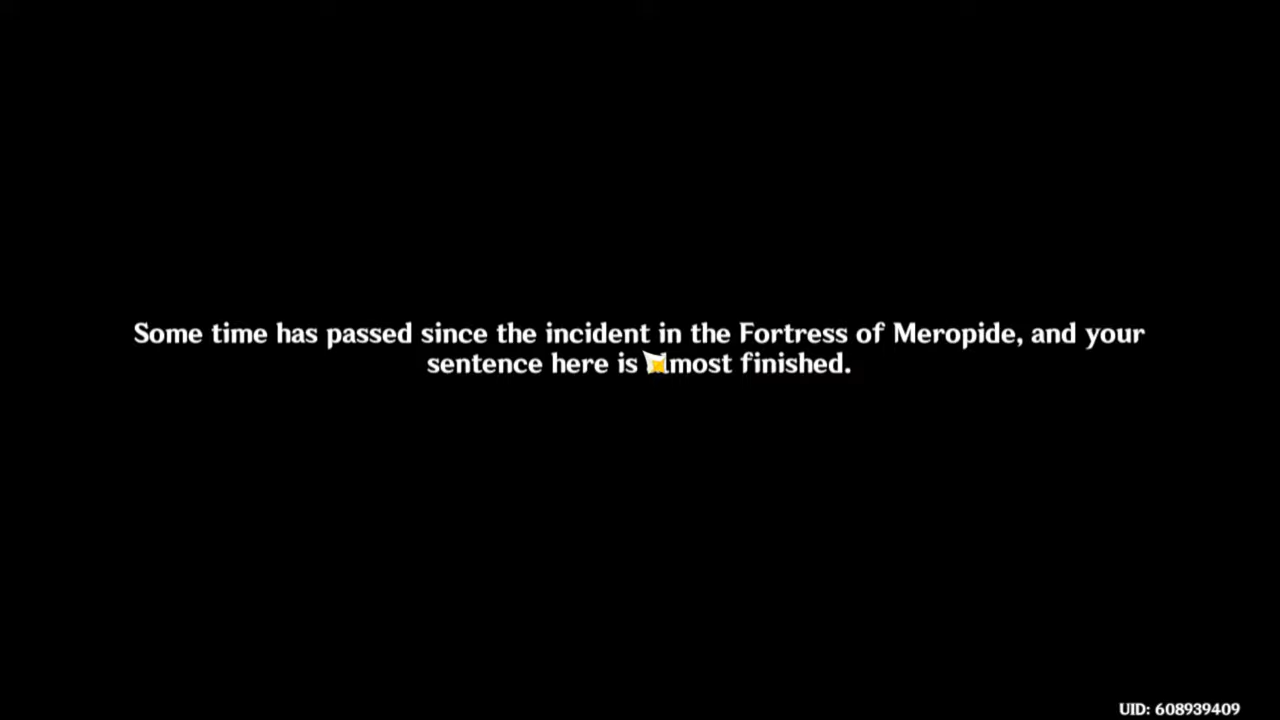 Some time has passed since the incident in the Fortress of Meropide, and your
sentence here is almost finished.
UID: 608939409